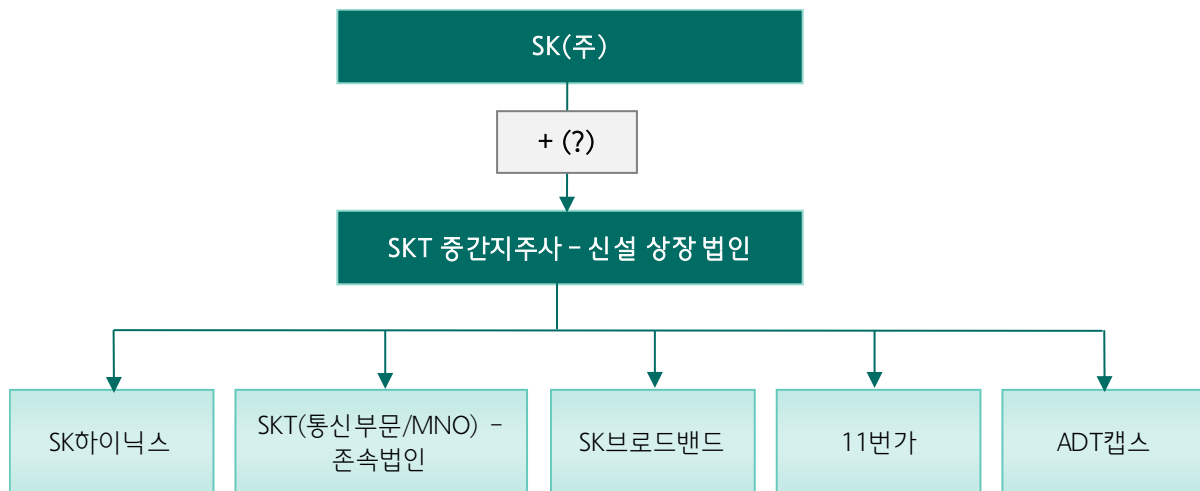 SK(주)
+ (?)
SKT 중간지주사 – 신설 상장 법인
SK하이닉스
SKT(통신부문/MNO) –
존속법인
SK브로드밴드
11번가
ADT캡스